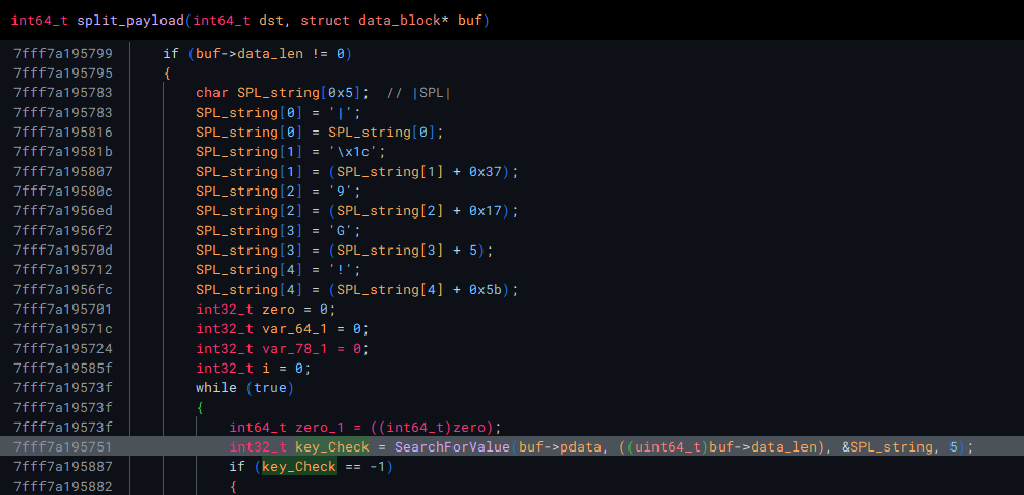 int64_t split_payload(int64_t dst, struct data_block* buf)
7fff7a195799 if (buf->data_len != 0)
7fff7a195795 {
7fff7a195783 char SPL_string[0x5]; // |SPL|
7fff7a195783 SPL_string[0] = '|';
7fff7a195816 SPL_string[0] = SPL_string[0];
7fff7a19581b SPL_string[1] = '\x1c';
7fff7a195807 SPL_string[1] = (SPL_string[1] + 0x37);
7fff7a19580c SPL_string[2] = '9';
7fff7a1956ed SPL_string[2] = (SPL_string[2] + 0x17);
7fff7a1956f2 SPL_string[3] = 'G';
7fff7a19570d SPL_string[3] = (SPL_string[3] + 5);
7fff7a195712 SPL_string[4] = '!';
7fff7a1956fc SPL_string[4] = (SPL_string[4] + 0x5b);
7fff7a195701 int32_t zero = 0;
7fff7a19571c int32_t var_64_1 = 0;
7fff7a195724 int32_t var_78_1 = 0;
7fff7a19585f int32_t i = 0;
7fff7a19573f while (true)
7fff7a19573f {
7fff7a19573f int64_t zero_1 = ((int64_t)zero);
7fff7a195751 int32_t key_Check = SearchForValue(buf->pdata, ((uint64_t)buf->data_len), &SPL_string, 5);
7fff7a195887 if (key_Check == -1)
7fff7a195882 {